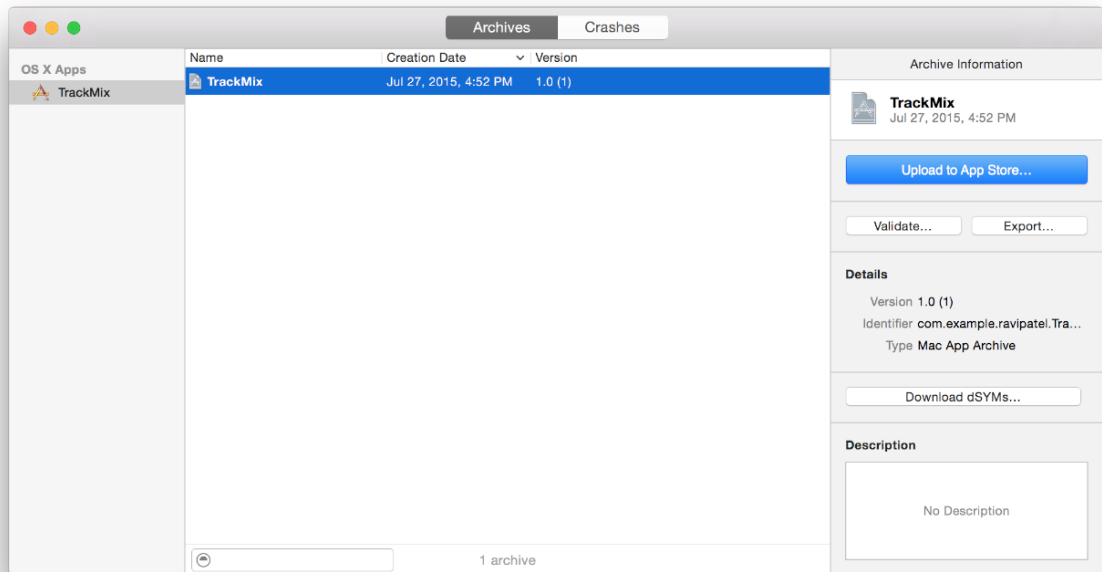 Archives Crashes
OS X Apps
TrackMix
Name Creation Date Version
TrackMix Jul 27, 2015, 4:52 PM 1.0 (1)
1 archive
Archive Information
TrackMix
Jul 27, 2015, 4:52 PM
Upload to App Store...
Validate... Export...
Details
Version 1.0 (1)
Identifier com.example.ravipatel.Tra...
Type Mac App Archive
Download dSYMs...
Description
No Description